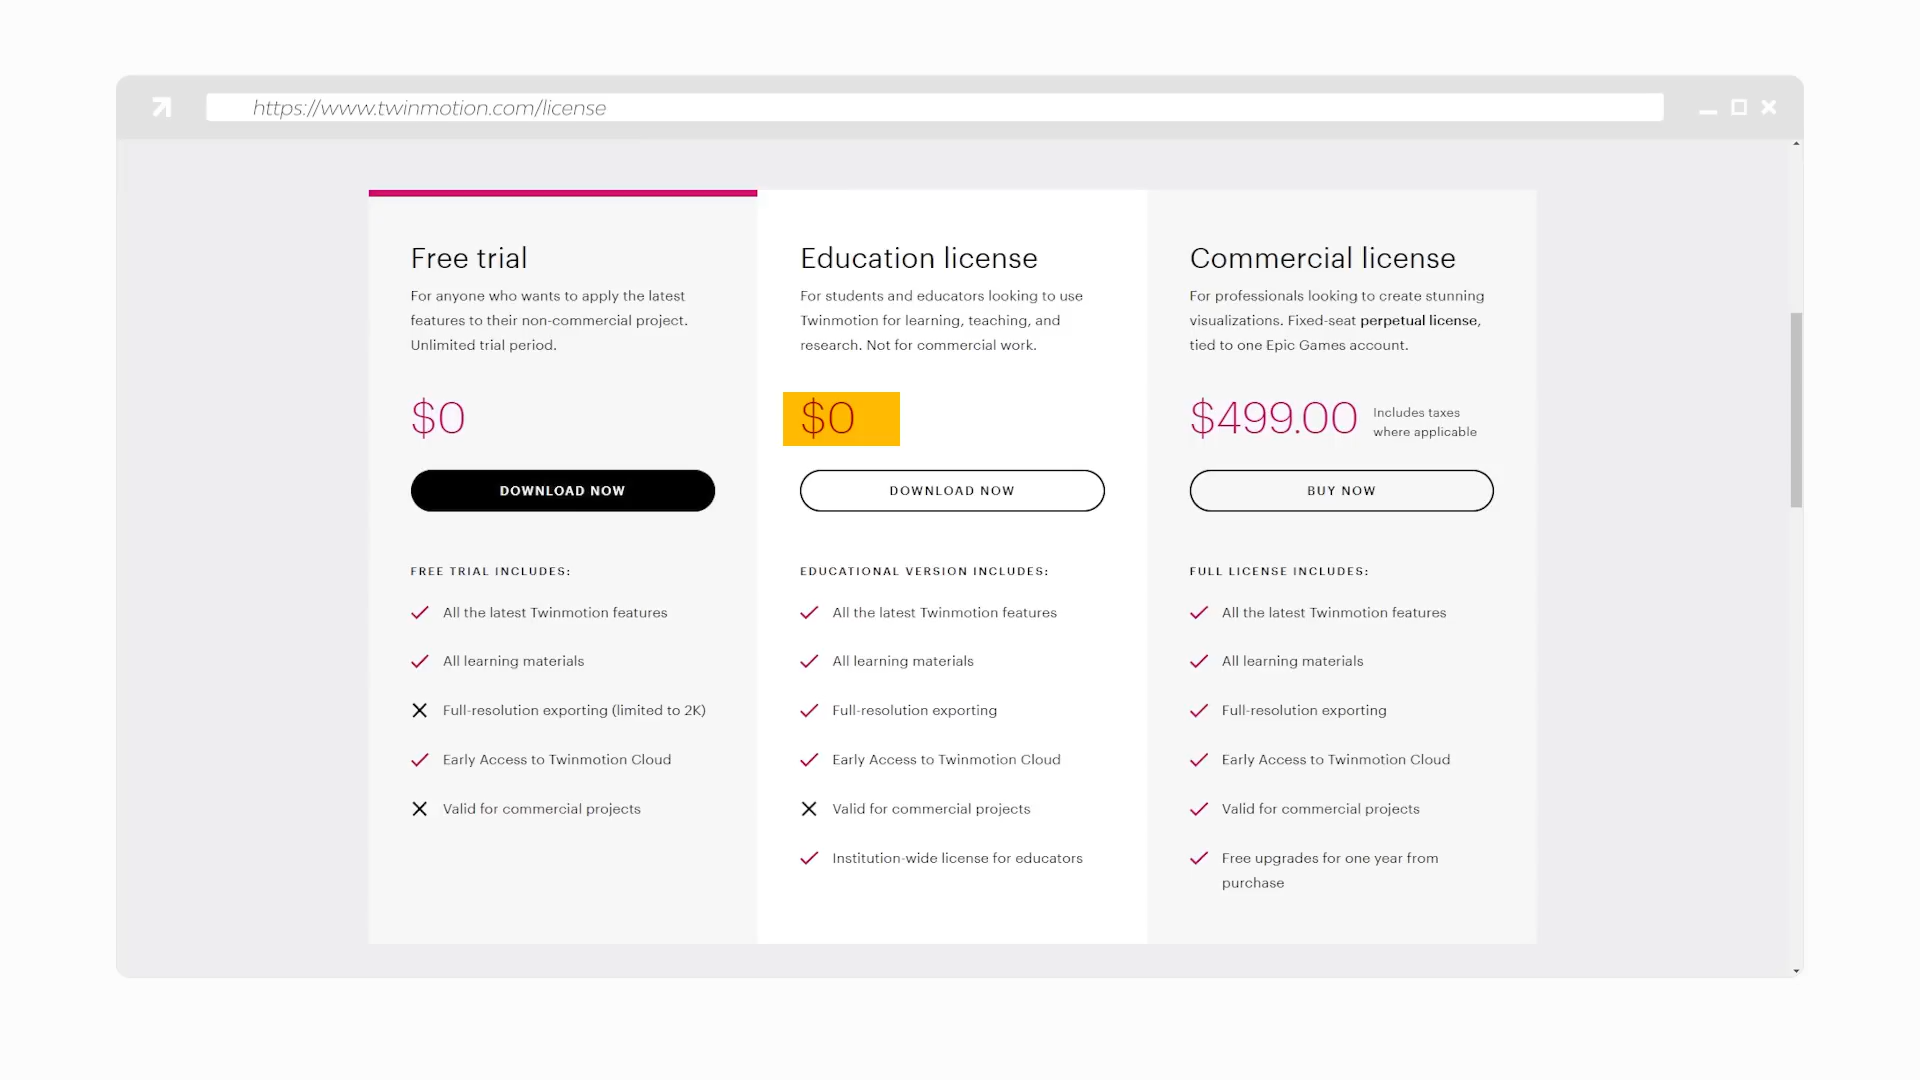 https://www.twinmotion.com/license
Free trial
For anyone who wants to apply the latest
features to their non-commercial project.
Unlimited trial period.
$0
DOWNLOAD NOW
FREE TRIAL INCLUDES:
All the latest Twinmotion features
All learning materials
Full-resolution exporting (limited to 2K)
Early Access to Twinmotion Cloud
Valid for commercial projects
Education license
For students and educators looking to use
Twinmotion for learning, teaching, and
research. Not for commercial work.
$0
DOWNLOAD NOW
EDUCATIONAL VERSION INCLUDES:
All the latest Twinmotion features
All learning materials
Full-resolution exporting
Early Access to Twinmotion Cloud
Valid for commercial projects
Institution-wide license for educators
Commercial license
For professionals looking to create stunning
visualizations. Fixed-seat perpetual license,
tied to one Epic Games account.
$499.00
Includes taxes
where applicable
BUY NOW
FULL LICENSE INCLUDES:
All the latest Twinmotion features
All learning materials
Full-resolution exporting
Early Access to Twinmotion Cloud
Valid for commercial projects
Free upgrades for one year from
purchase